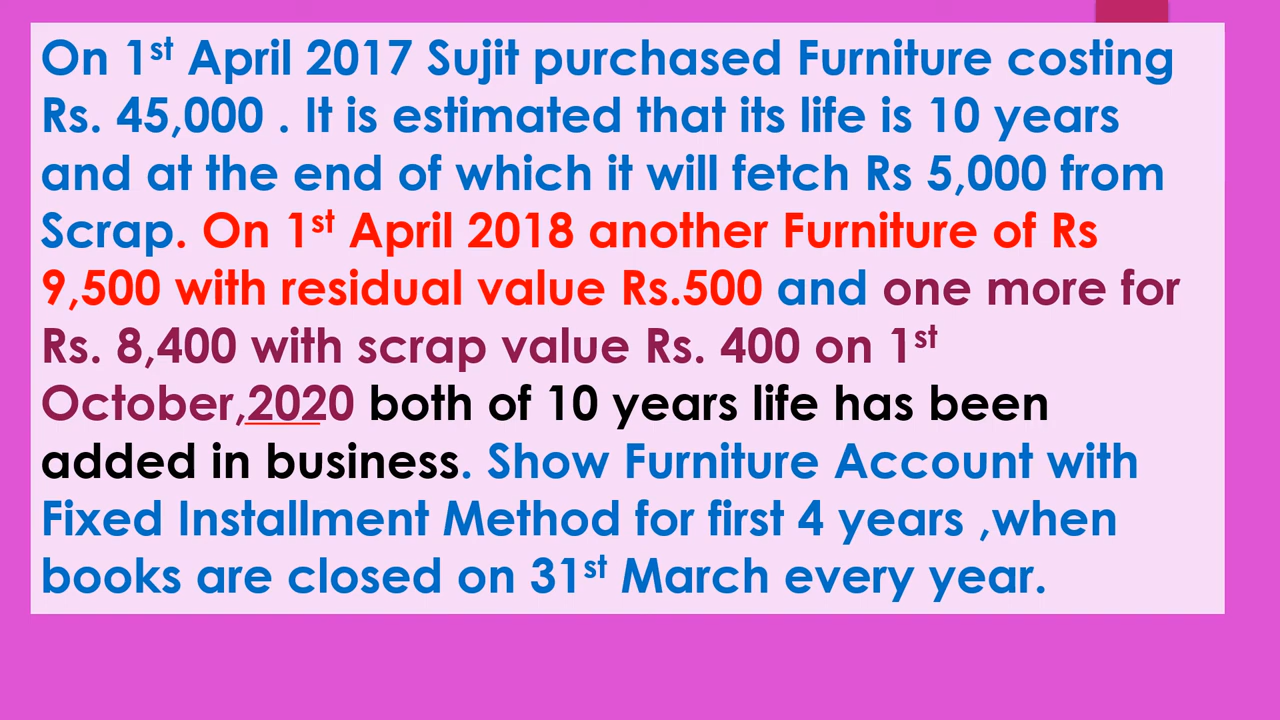 On 1st April 2017 Sujit purchased Furniture costing
Rs. 45,000 . It is estimated that its life is 10 years
and at the end of which it will fetch Rs 5,000 from
Scrap. On 1st April 2018 another Furniture of Rs
9,500 with residual value Rs.500 and one more for
Rs. 8,400 with scrap value Rs. 400 on 1st
October,2020 both of 10 years life has been
added in business. Show Furniture Account with
Fixed Installment Method for first 4 years ,when
books are closed on 31st March every year.